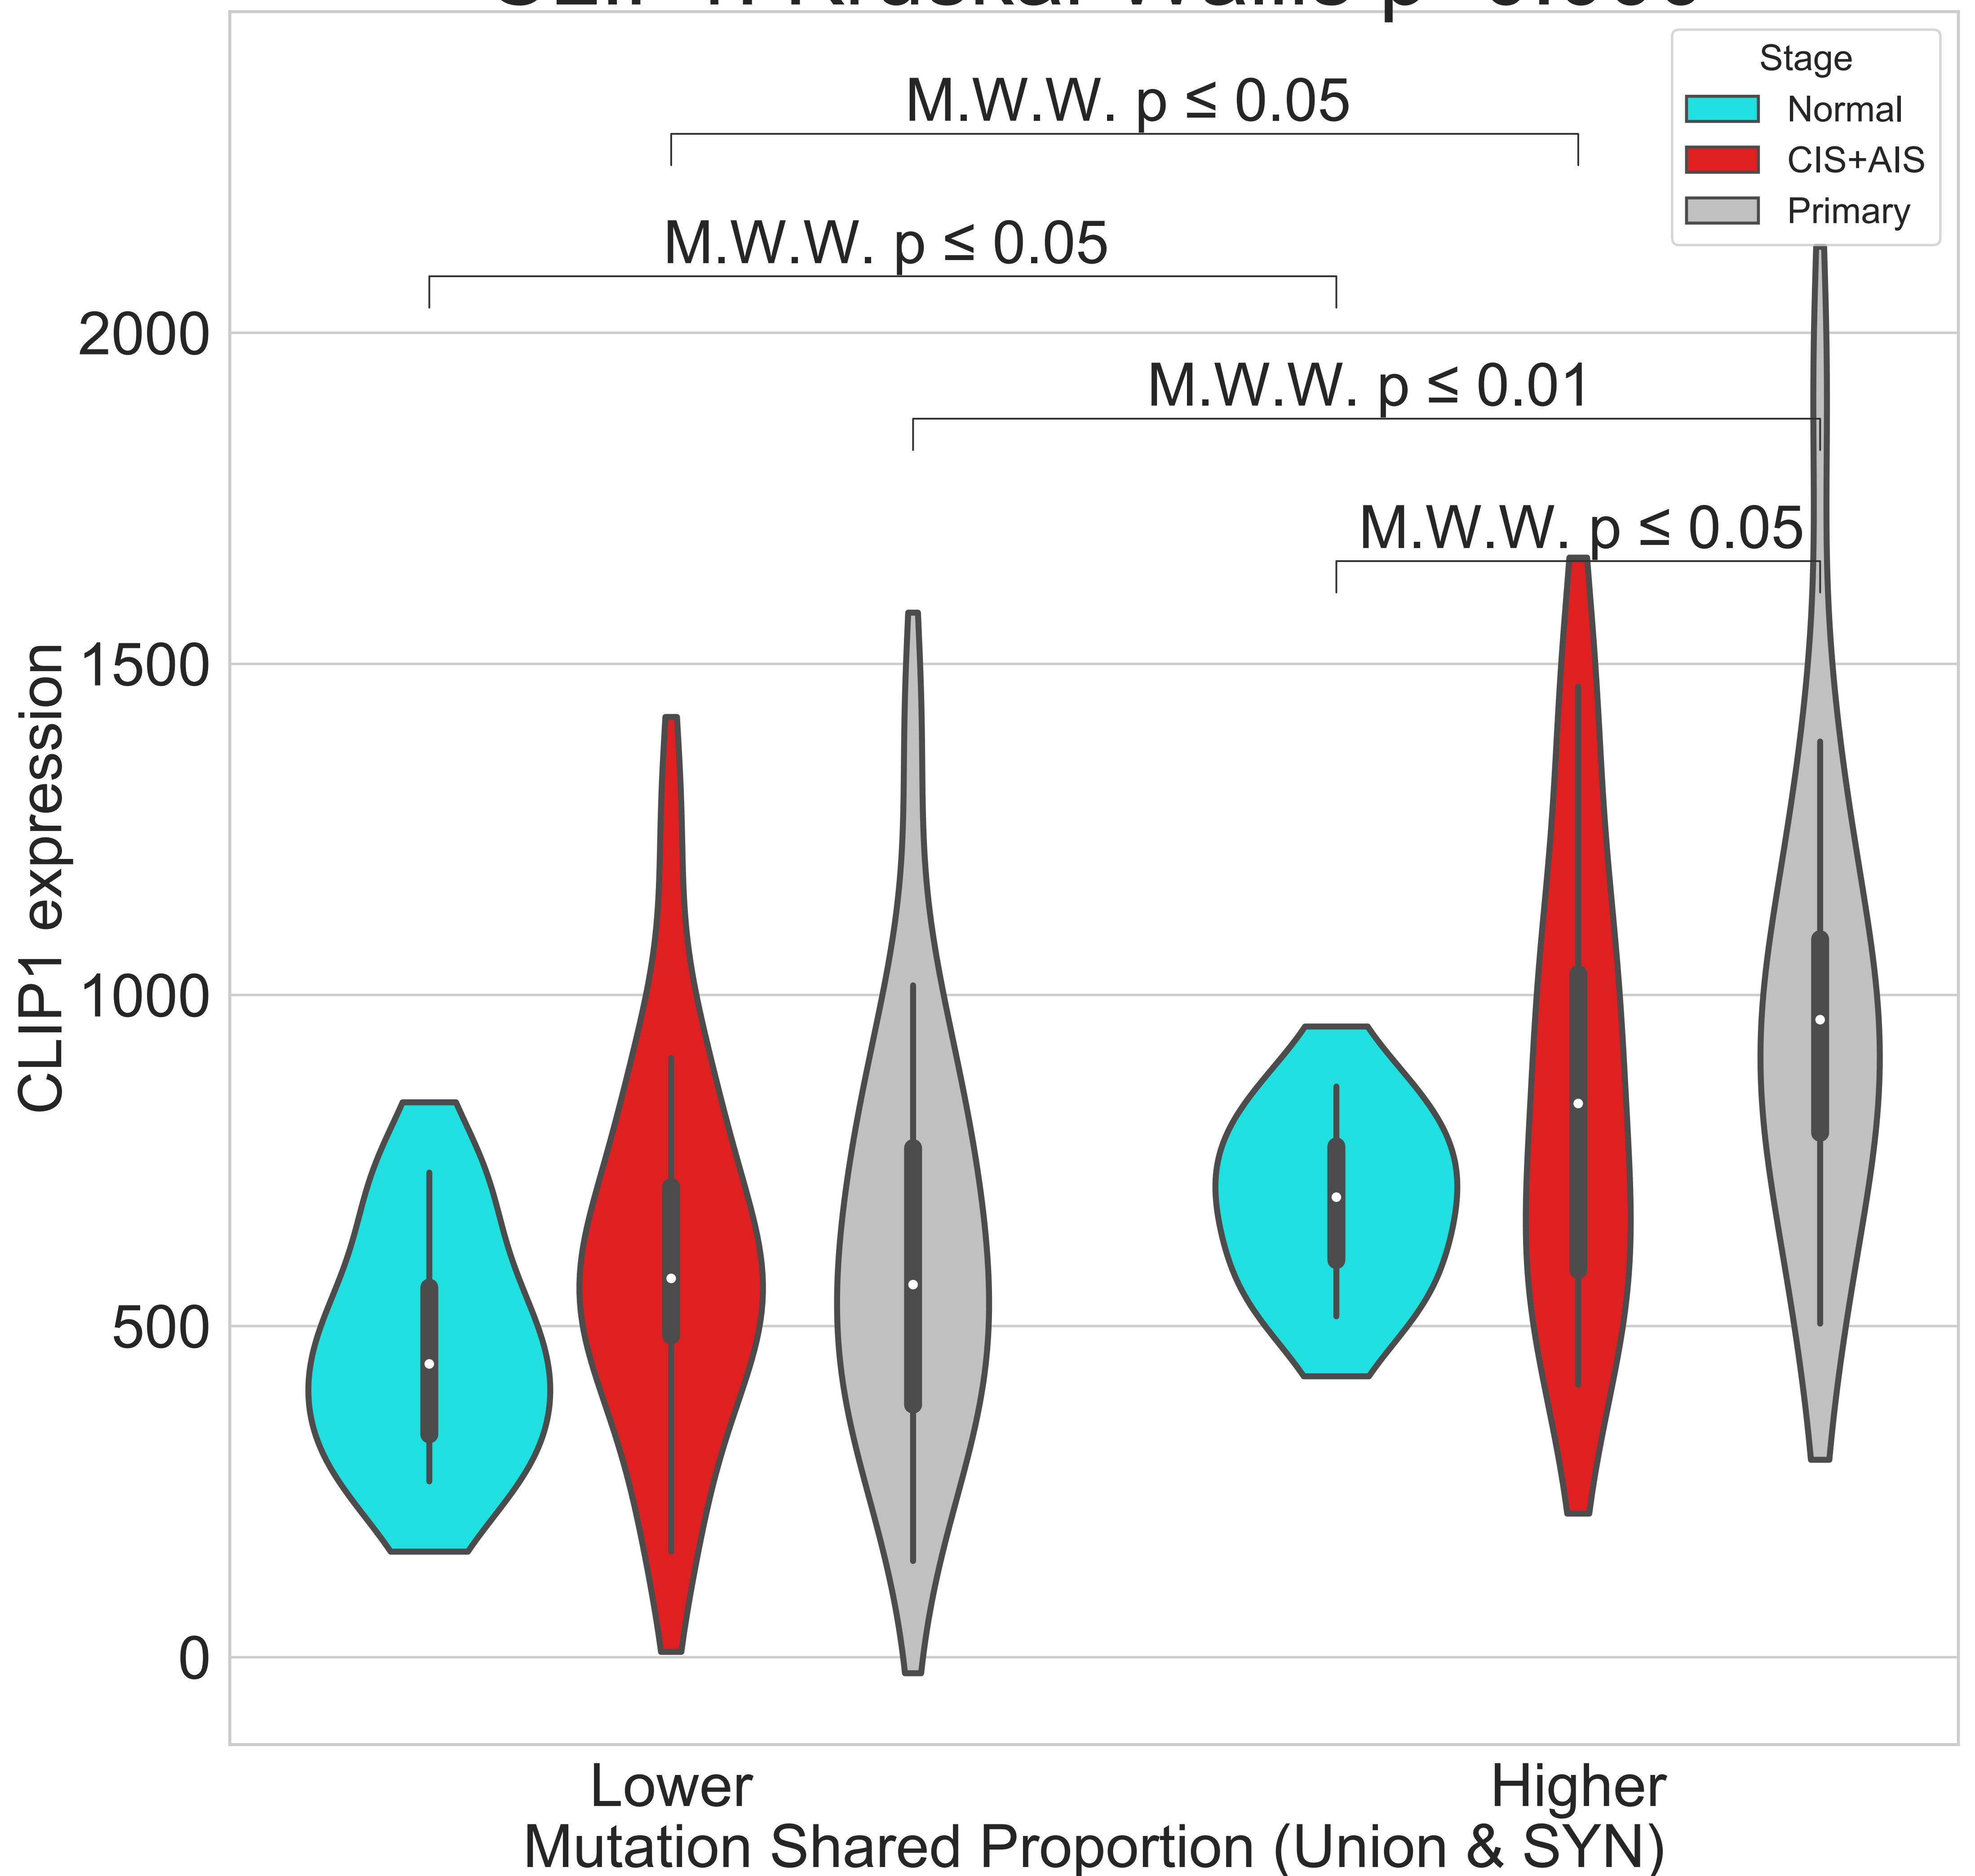 Stage
Normal
CIS+AIS
Primary
M.W.W. p ≤ 0.05
M.W.W. p ≤ 0.05
M.W.W. p ≤ 0.01
M.W.W. p ≤ 0.05
CLIP1 expression
2000
1500
1000
500
0
Lower
Higher
Mutation Shared Proportion (Union & SYN)